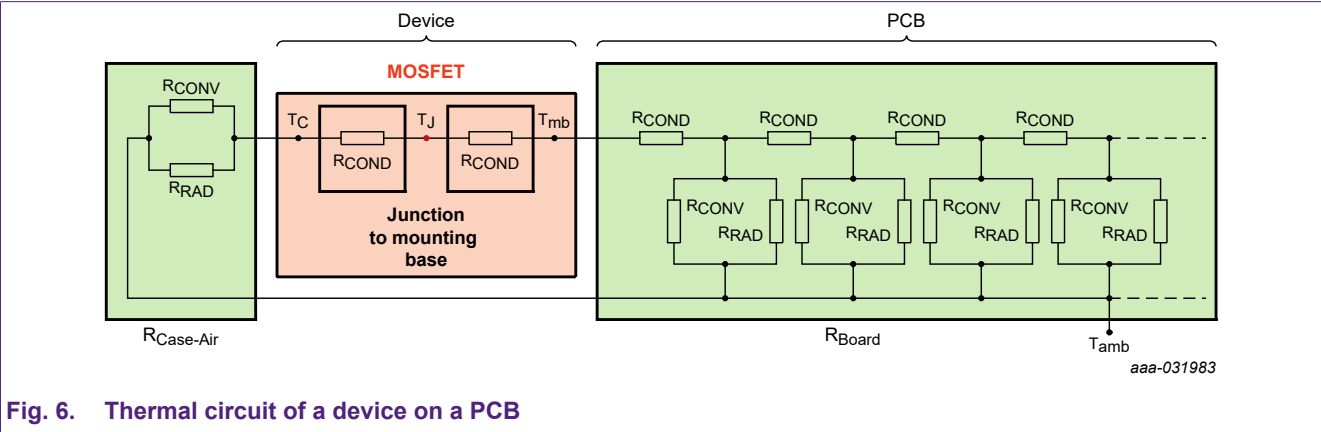 Device
PCB
MOSFET
RCONV
RRAD
TC
RCOND
TJ
RCOND
Tmb
Junction
to mounting
base
RCOND
RCOND
RCOND
RCOND
RCONV
RRAD
RCONV
RRAD
RCONV
RRAD
RCONV
RRAD
RCase-Air
RBoard
Tamb
aaa-031983
Fig. 6. Thermal circuit of a device on a PCB